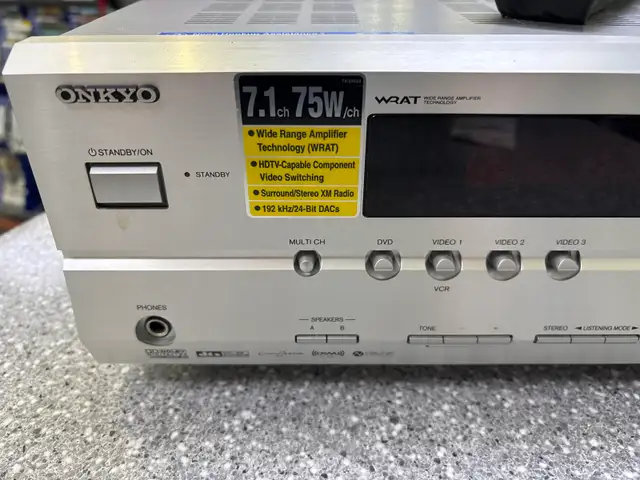 ONKYO
7.1ch 75W/ch
Wide Range Amplifier
Technology (WRAT)
HDTV-Capable Component
Video Switching
Surround/Stereo XM Radio
192 kHz/24-Bit DACs
WRAT WIDE RANGE AMPLIFIER
TECHNOLOGY
STANDBY/ON
STANDBY
MULTI CH
DVD
VIDEO 1
VIDEO 2
VIDEO 3
VCR
PHONES
SPEAKERS
A B
TONE
- +
STEREO
◄ LISTENING MODE ►
dts